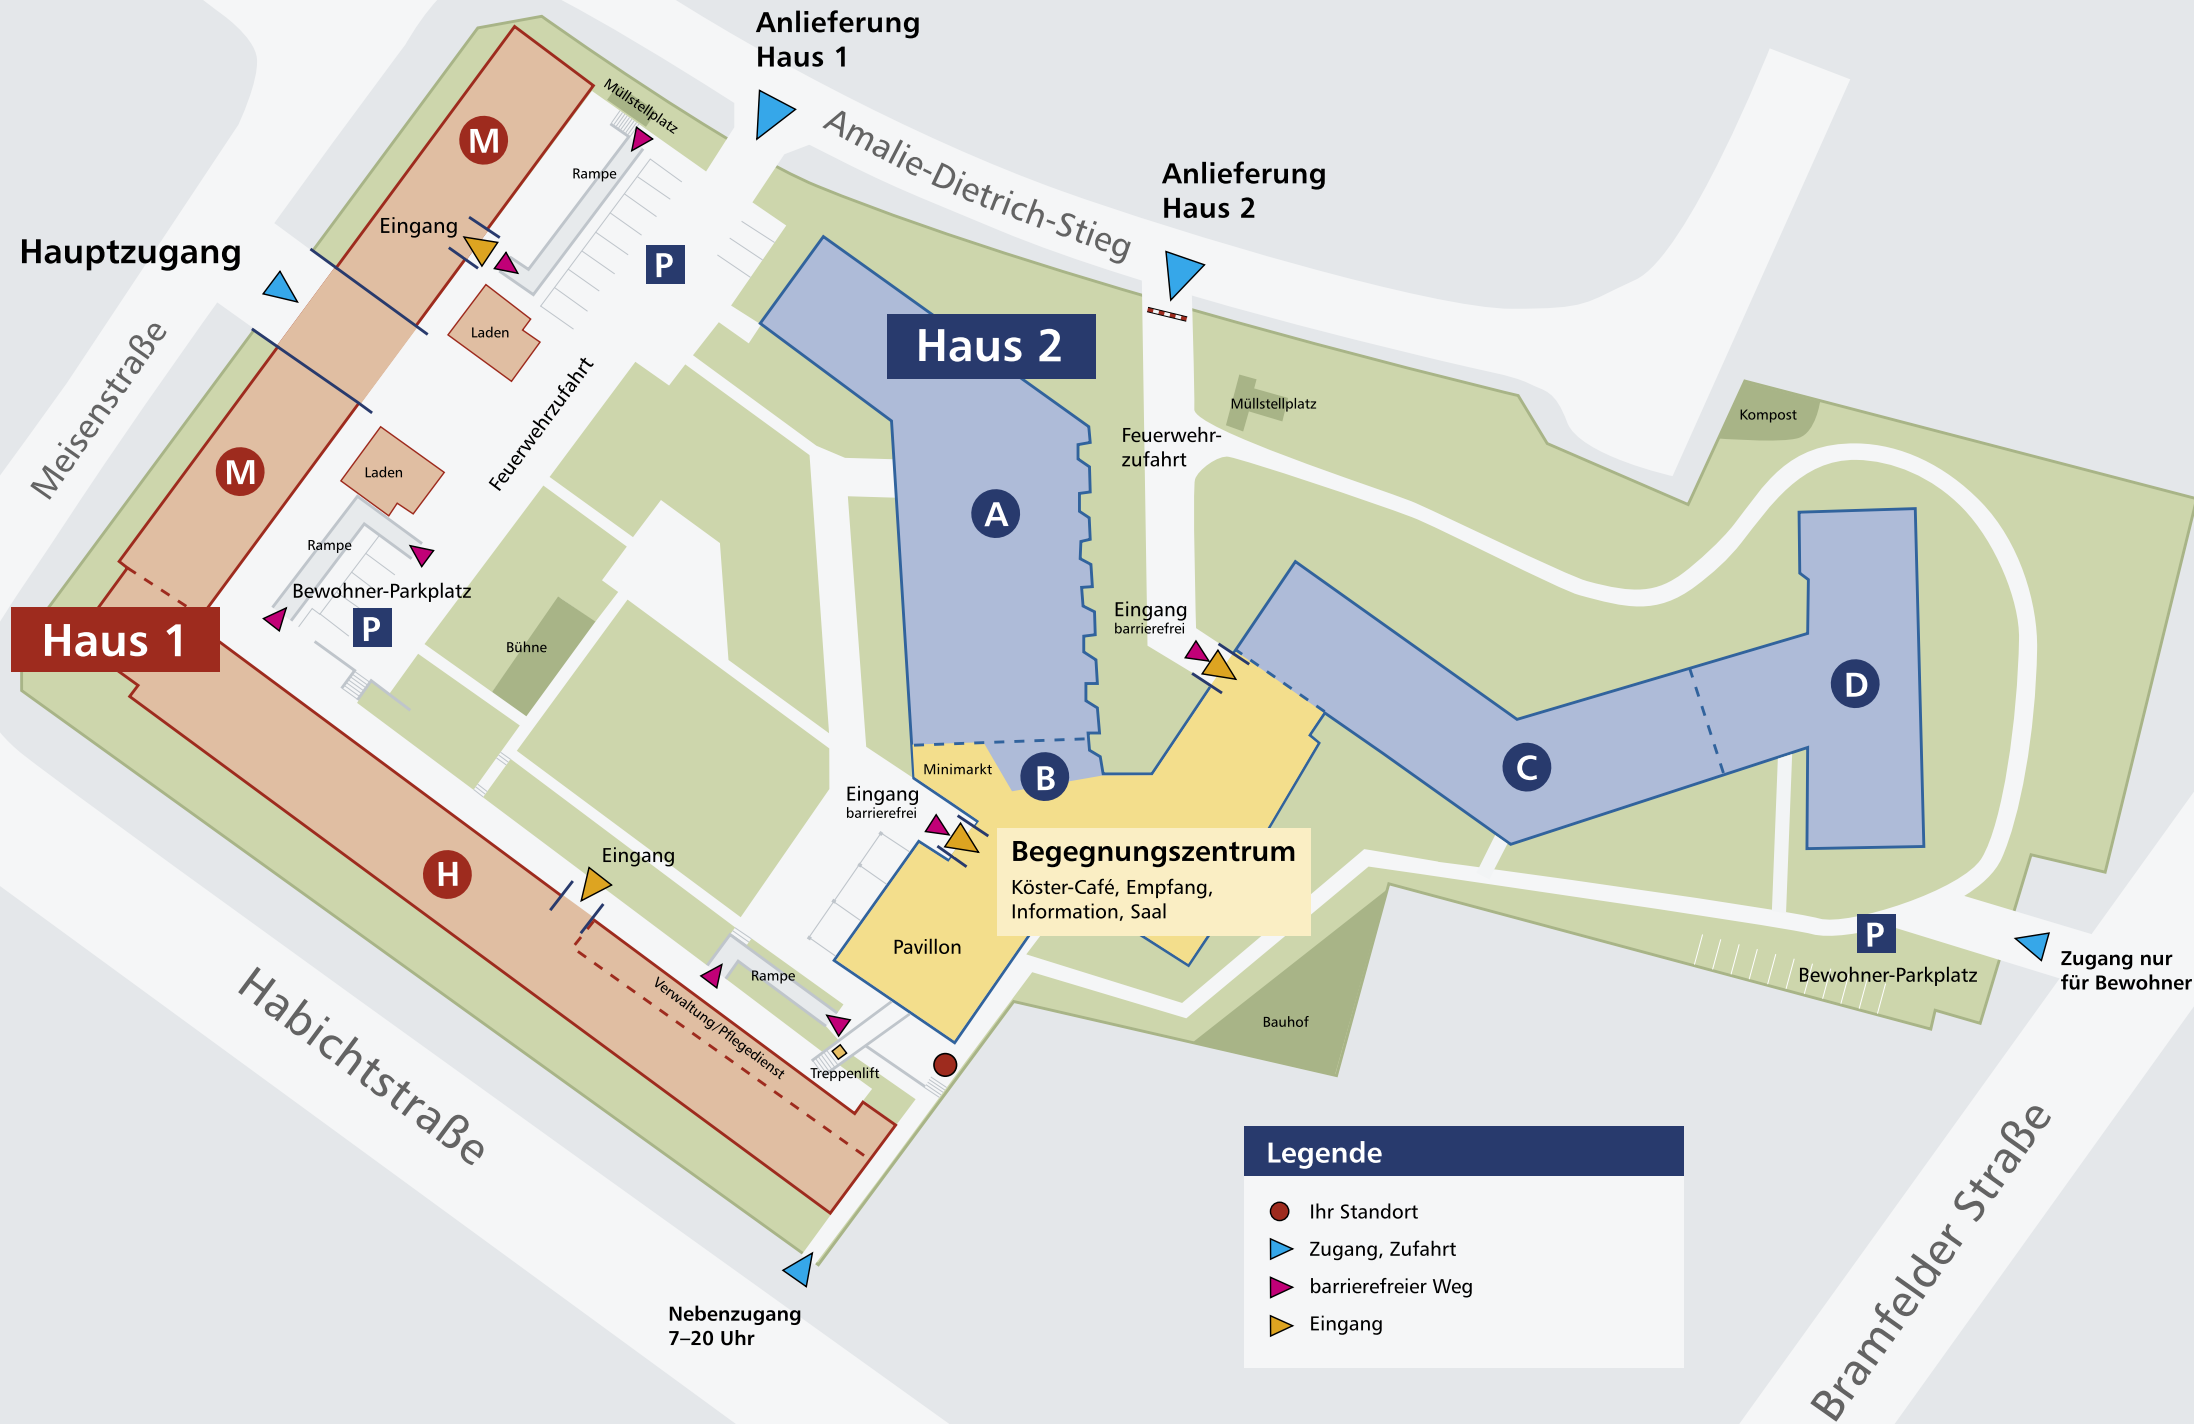 Anlieferung
Haus 1
Müllstellplatz
M
Rampe
Amalie-Dietrich-Stieg
Anlieferung
Haus 2
Eingang
Hauptzugang
P
Laden
Haus 2
Meisenstraße
Feuerwehrzufahrt
Müllstellplatz
Kompost
Feuerwehr-
zufahrt
M
Laden
A
Rampe
Bewohner-Parkplatz
P
Haus 1
Bühne
Eingang
barrierefrei
D
C
Minimarkt
B
Eingang
barrierefrei
Begegnungszentrum
Köster-Café, Empfang,
Information, Saal
Eingang
H
Pavillon
P
Bewohner-Parkplatz
Zugang nur
für Bewohner
Rampe
Verwaltung/Pflegedienst
Bauhof
Treppenlift
Habichtstraße
Bramfelder Straße
Nebenzugang
7–20 Uhr
Legende
Ihr Standort
Zugang, Zufahrt
barrierefreier Weg
Eingang